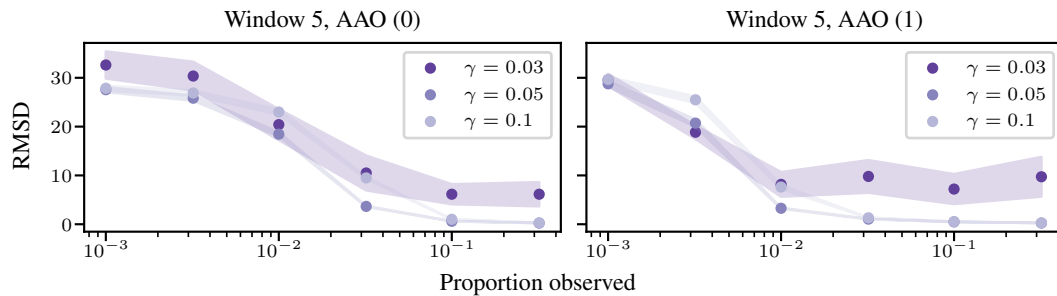 Window 5, AAO (0)
Window 5, AAO (1)
RMSD
30
20
10
0
γ = 0.03
γ = 0.05
γ = 0.1
γ = 0.03
γ = 0.05
γ = 0.1
10⁻³
10⁻²
10⁻¹
10⁻³
10⁻²
10⁻¹
Proportion observed